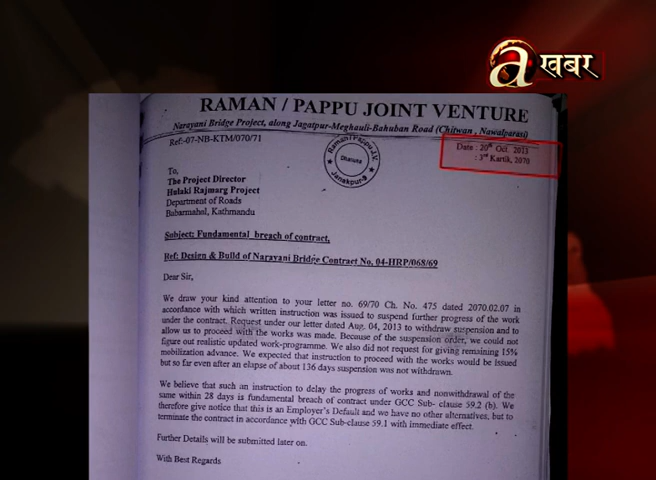 a खबर
RAMAN / PAPPU JOINT VENTURE
Narayani Bridge Project, along Jagatpur-Meghauli-Bahuban Road (Chitwan, Nawalparasi)
Ref:-07-NB-KTM/070/71
Date : 20th Oct. 2013
: 3rd Kartik, 2070
Raman/Pappu J.V.
Dhanusa
Janakpur
To,
The Project Director
Hulaki Rajmarg Project
Department of Roads
Babarmahal, Kathmandu
Subject: Fundamental breach of contract,
Ref: Design & Build of Narayani Bridge Contract No. 04-HRP/068/69
Dear Sir,
We draw your kind attention to your letter no. 69/70 Ch. No. 475 dated 2070.02.07 in
accordance with which written instruction was issued to suspend further progress of the work
under the contract. Request under our letter dated Aug. 04, 2013 to withdraw suspension and to
allow us to proceed with the works was made. Because of the suspension order, we could not
figure out realistic updated work-programme. We also did not request for giving remaining 15%
mobilization advance. We expected that instruction to proceed with the works would be issued
but so far even after an elapse of about 136 days suspension was not withdrawn.
We believe that such an instruction to delay the progress of works and nonwithdrawal of the
same within 28 days is fundamental breach of contract under GCC Sub- clause 59.2 (b). We
therefore give notice that this is an Employer's Default and we have no other alternatives, but to
terminate the contract in accordance with GCC Sub-clause 59.1 with immediate effect.
Further Details will be submitted later on.
With Best Regards